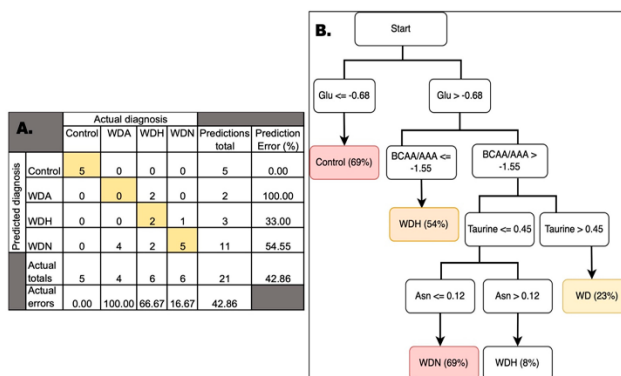 A.
Actual diagnosis
Control WDA WDH WDN Predictions total Prediction Error (%)
Predicted diagnosis
Control 5 0 0 0 5 0.00
WDA 0 0 2 0 2 100.00
WDH 0 0 2 1 3 33.00
WDN 0 4 2 5 11 54.55
Actual totals 5 4 6 6 21 42.86
Actual errors 0.00 100.00 66.67 16.67 42.86
B.
Start
Glu <= -0.68
Glu > -0.68
Control (69%)
BCAA/AAA <=
-1.55
BCAA/AAA >
-1.55
WDH (54%)
Taurine <= 0.45
Taurine > 0.45
Asn <= 0.12
Asn > 0.12
WD (23%)
WDN (69%)
WDH (8%)